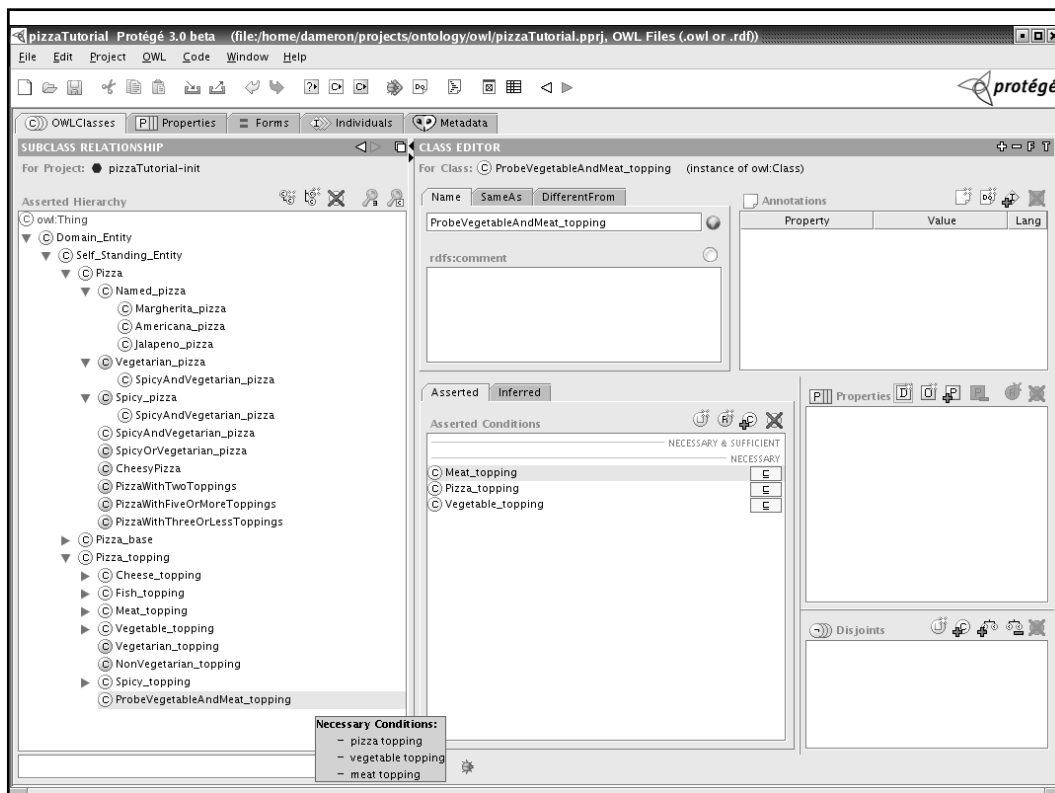 pizzaTutorial Protégé 3.0 beta (file:/home/dameron/projects/ontology/owl/pizzaTutorial.pprj, OWL Files (.owl or .rdf))
File Edit Project OWL Code Window Help
protégé
OWLClasses Properties Forms Individuals Metadata
SUBCLASS RELATIONSHIP
For Project: pizzaTutorial-init
Asserted Hierarchy
owl:Thing
Domain_Entity
Self_Standing_Entity
Pizza
Named_pizza
Margherita_pizza
Americana_pizza
Jalapeno_pizza
Vegetarian_pizza
SpicyAndVegetarian_pizza
Spicy_pizza
SpicyAndVegetarian_pizza
SpicyAndVegetarian_pizza
SpicyOrVegetarian_pizza
CheesyPizza
PizzaWithTwoToppings
PizzaWithFiveOrMoreToppings
PizzaWithThreeOrLessToppings
Pizza_base
Pizza_topping
Cheese_topping
Fish_topping
Meat_topping
Vegetable_topping
Vegetarian_topping
NonVegetarian_topping
Spicy_topping
ProbeVegetableAndMeat_topping
CLASS EDITOR
For Class: ProbeVegetableAndMeat_topping (instance of owl:Class)
Name SameAs DifferentFrom
ProbeVegetableAndMeat_topping
rdfs:comment
Annotations
Property Value Lang
Asserted Inferred
Asserted Conditions
NECESSARY & SUFFICIENT
NECESSARY
Meat_topping ⊑
Pizza_topping ⊑
Vegetable_topping ⊑
Properties
Disjoints
Necessary Conditions:
– pizza topping
– vegetable topping
– meat topping